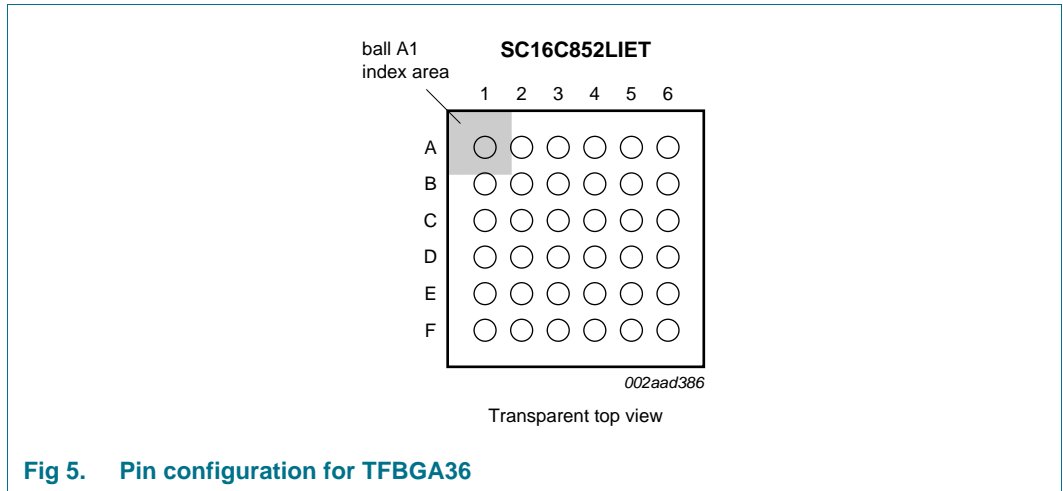 ball A1
index area
SC16C852LIET
1 2 3 4 5 6
A
B
C
D
E
F
002aad386
Transparent top view
Fig 5. Pin configuration for TFBGA36